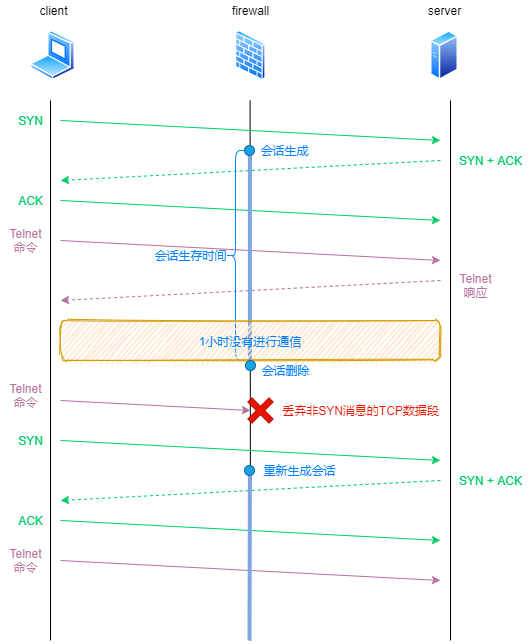 client
firewall
server
SYN
会话生成
SYN + ACK
ACK
Telnet
命令
会话生存时间
Telnet
响应
1小时没有进行通信
会话删除
Telnet
命令
丢弃非SYN消息的TCP数据段
SYN
重新生成会话
SYN + ACK
ACK
Telnet
命令